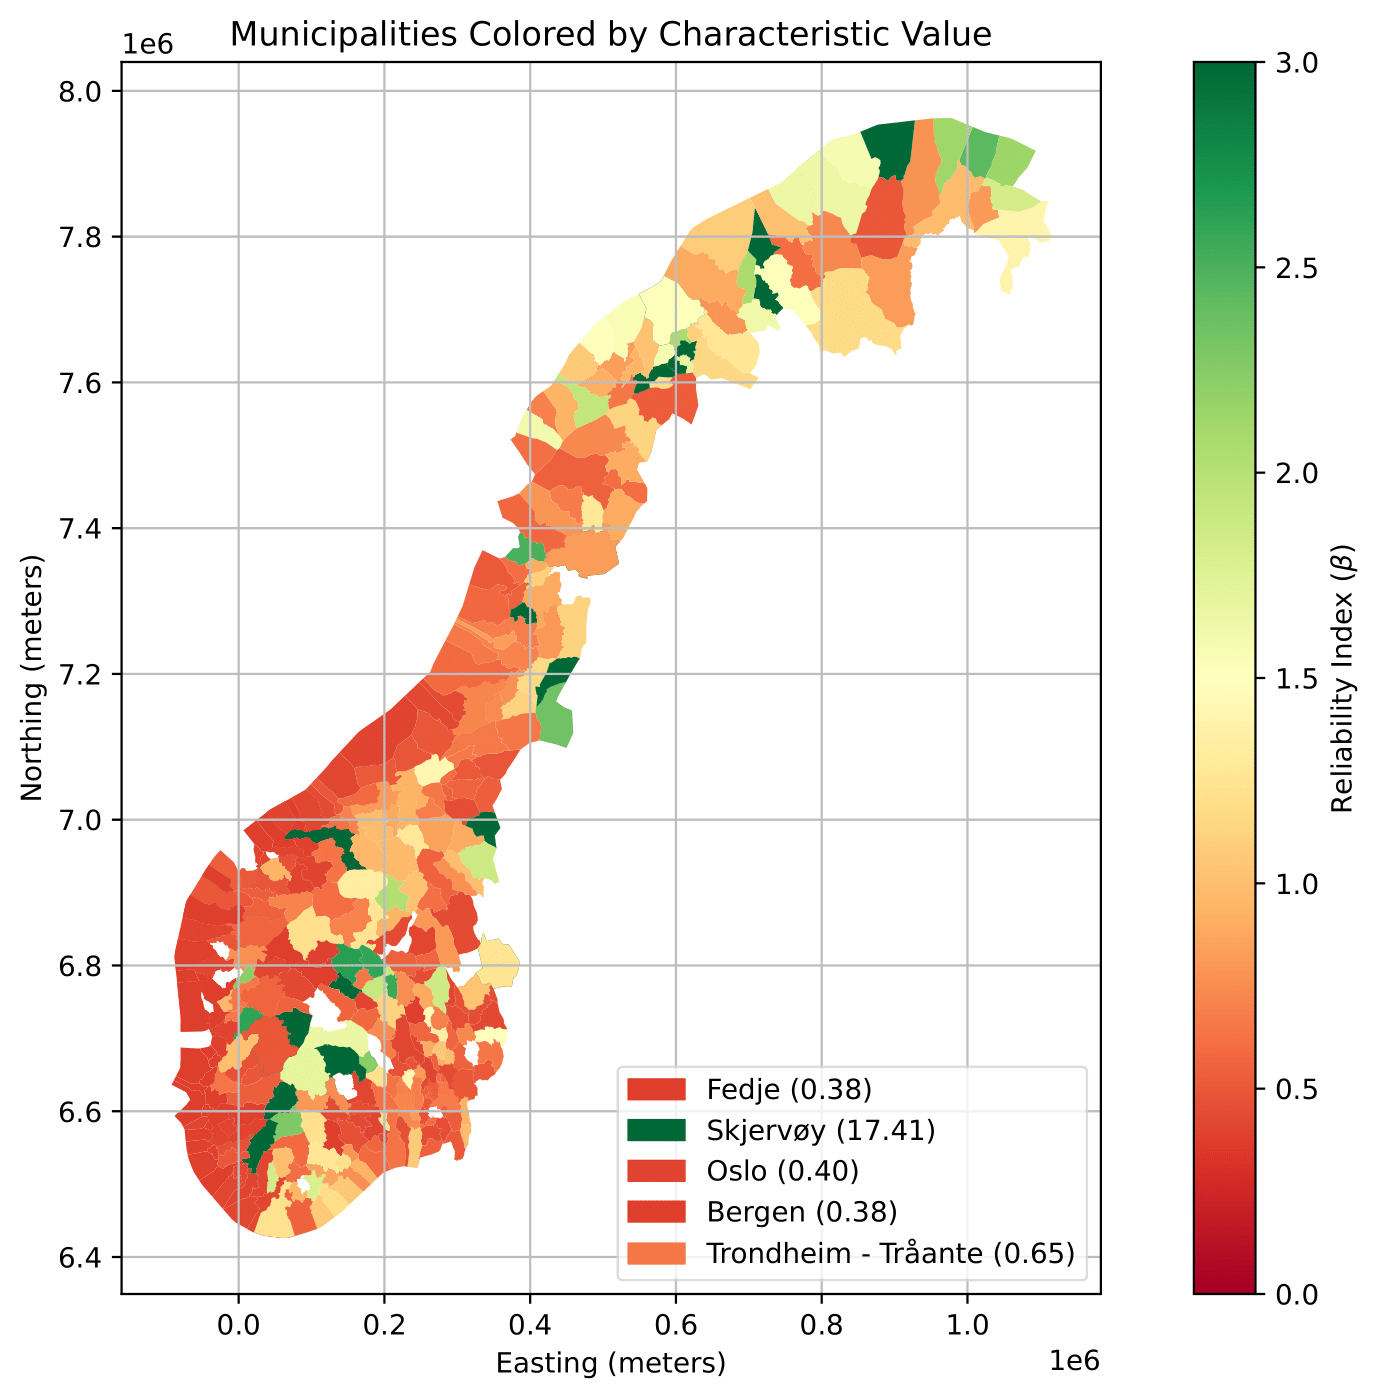 Municipalities Colored by Characteristic Value
1e6
8.0
7.8
7.6
7.4
7.2
7.0
6.8
6.6
6.4
Northing (meters)
0.0 0.2 0.4 0.6 0.8 1.0
1e6
Easting (meters)
Fedje (0.38)
Skjervøy (17.41)
Oslo (0.40)
Bergen (0.38)
Trondheim - Tråante (0.65)
3.0
2.5
2.0
1.5
1.0
0.5
0.0
Reliability Index (β)